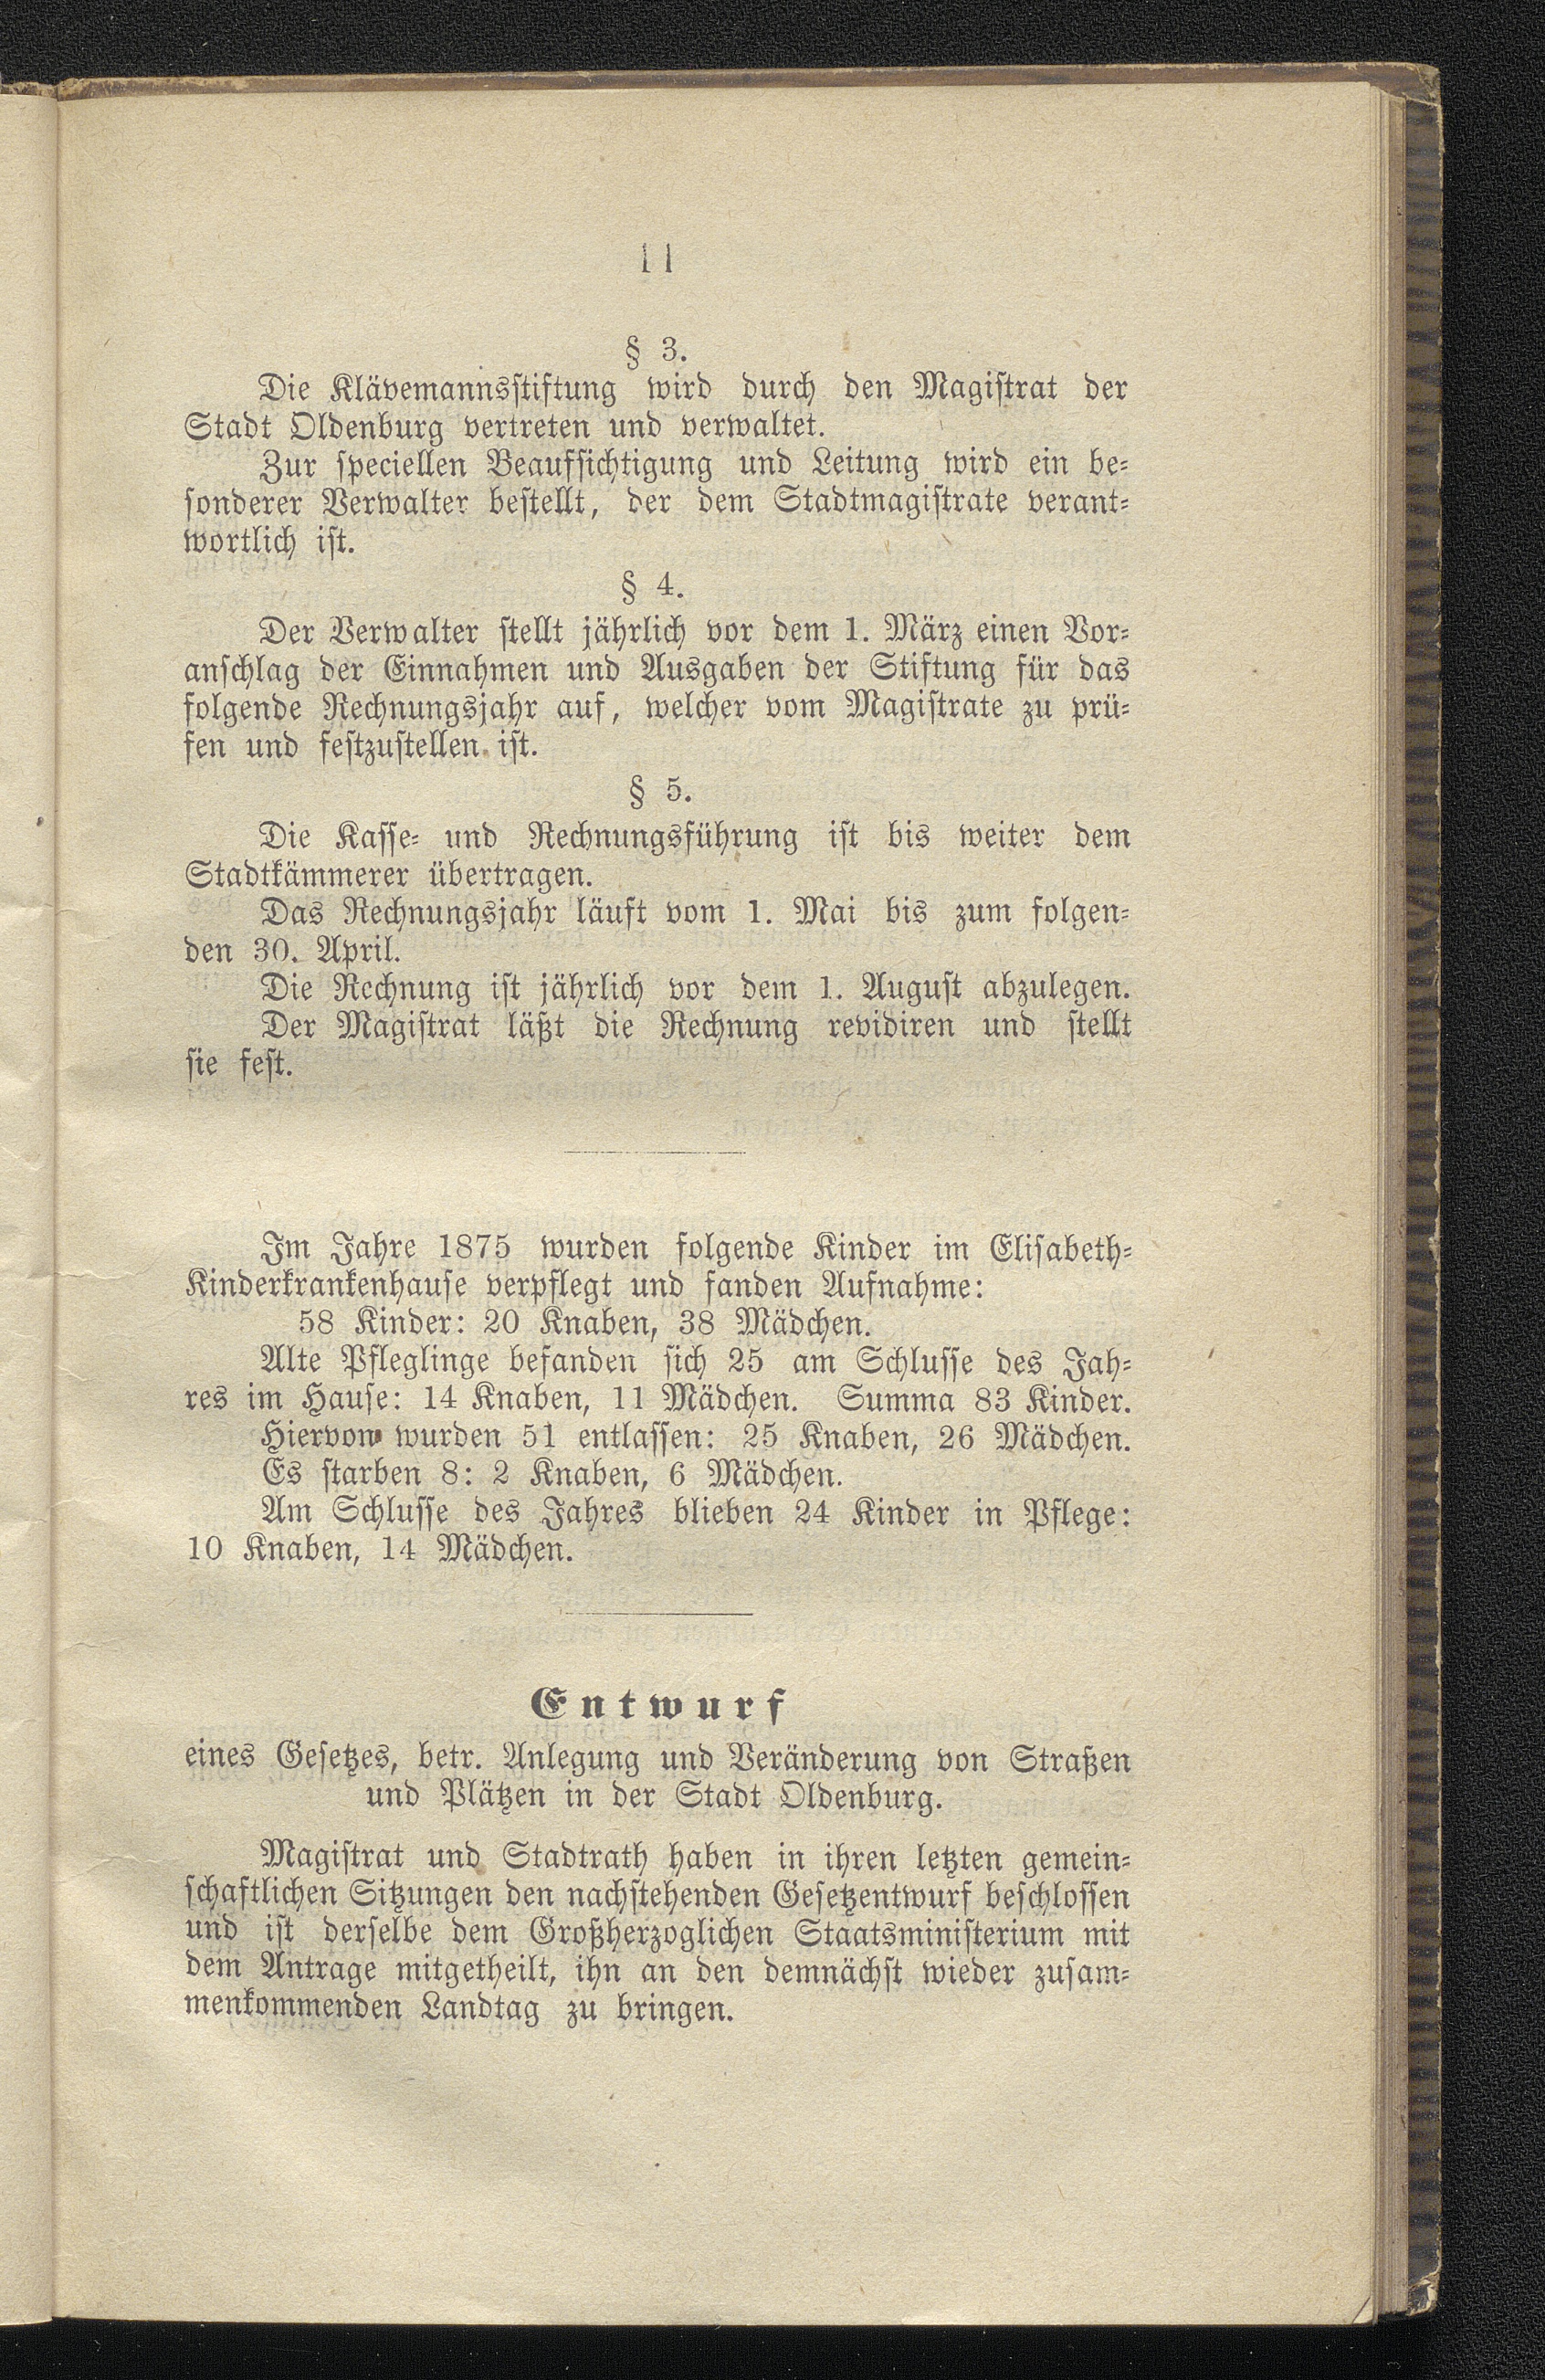 11
§ 3.
Die Klävemannsstiftung wird durch den Magistrat der
Stadt Oldenburg vertreten und verwaltet.
Zur speciellen Beaufsichtigung und Leitung wird ein be-
sonderer Verwalter bestellt, der dem Stadtmagistrate verant-
wortlich ist.
§ 4.
Der Verwalter stellt jährlich vor dem 1. März einen Vor-
anschlag der Einnahmen und Ausgaben der Stiftung für das
folgende Rechnungsjahr auf, welcher vom Magistrate zu prü-
fen und festzustellen ist.
§ 5.
Die Kasse- und Rechnungsführung ist bis weiter dem
Stadtkämmerer übertragen.
Das Rechnungsjahr läuft vom 1. Mai bis zum folgen-
den 30. April.
Die Rechnung ist jährlich vor dem 1. August abzulegen.
Der Magistrat läßt die Rechnung revidiren und stellt
sie fest.
Im Jahre 1875 wurden folgende Kinder im Elisabeth-
Kinderkrankenhause verpflegt und fanden Aufnahme:
58 Kinder: 20 Knaben, 38 Mädchen.
Alte Pfleglinge befanden sich 25 am Schlusse des Jah-
res im Hause: 14 Knaben, 11 Mädchen. Summa 83 Kinder.
Hiervon wurden 51 entlassen: 25 Knaben, 26 Mädchen.
Es starben 8: 2 Knaben, 6 Mädchen.
Am Schlusse des Jahres blieben 24 Kinder in Pflege:
10 Knaben, 14 Mädchen.
Entwurf
eines Gesetzes, betr. Anlegung und Veränderung von Straßen
und Plätzen in der Stadt Oldenburg.
Magistrat und Stadtrath haben in ihren letzten gemein-
schaftlichen Sitzungen den nachstehenden Gesetzentwurf beschlossen
und ist derselbe dem Großherzoglichen Staatsministerium mit
dem Antrage mitgetheilt, ihn an den demnächst wieder zusam-
menkommenden Landtag zu bringen.